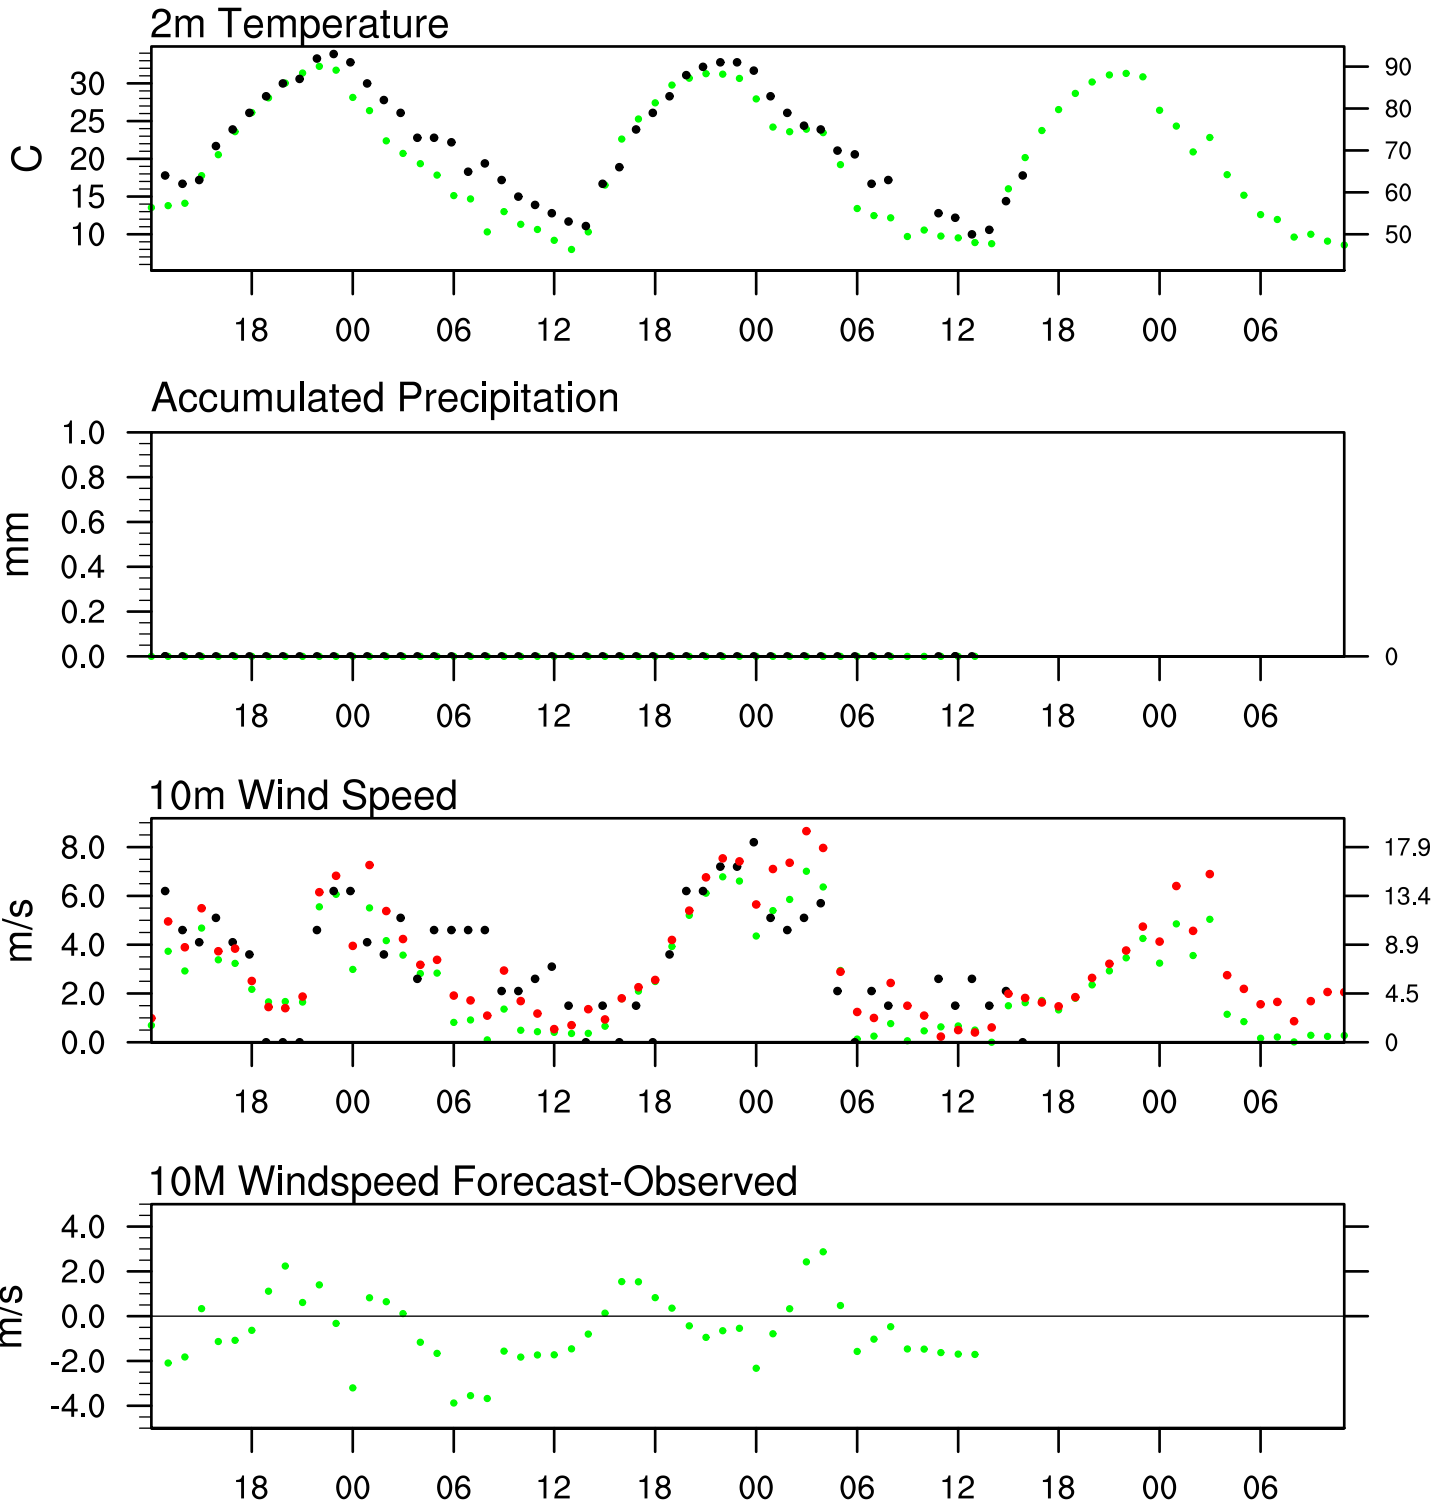 2m Temperature
30
25
20
15
10
C
90
80
70
60
50
18 00 06 12 18 00 06 12 18 00 06
Accumulated Precipitation
1.0
0.8
0.6
0.4
0.2
0.0
mm
0
18 00 06 12 18 00 06 12 18 00 06
10m Wind Speed
8.0
6.0
4.0
2.0
0.0
m/s
17.9
13.4
8.9
4.5
0
18 00 06 12 18 00 06 12 18 00 06
10M Windspeed Forecast-Observed
4.0
2.0
0.0
-2.0
-4.0
m/s
18 00 06 12 18 00 06 12 18 00 06